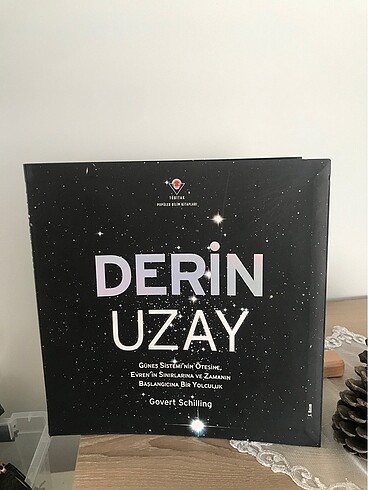 TÜBİTAK
POPÜLER BİLİM KİTAPLARI
DERİN
UZAY
GÜNEŞ SİSTEMİ'NİN ÖTESİNE,
EVREN'İN SINIRLARINA VE ZAMANIN
BAŞLANGICINA BİR YOLCULUK
Govert Schilling